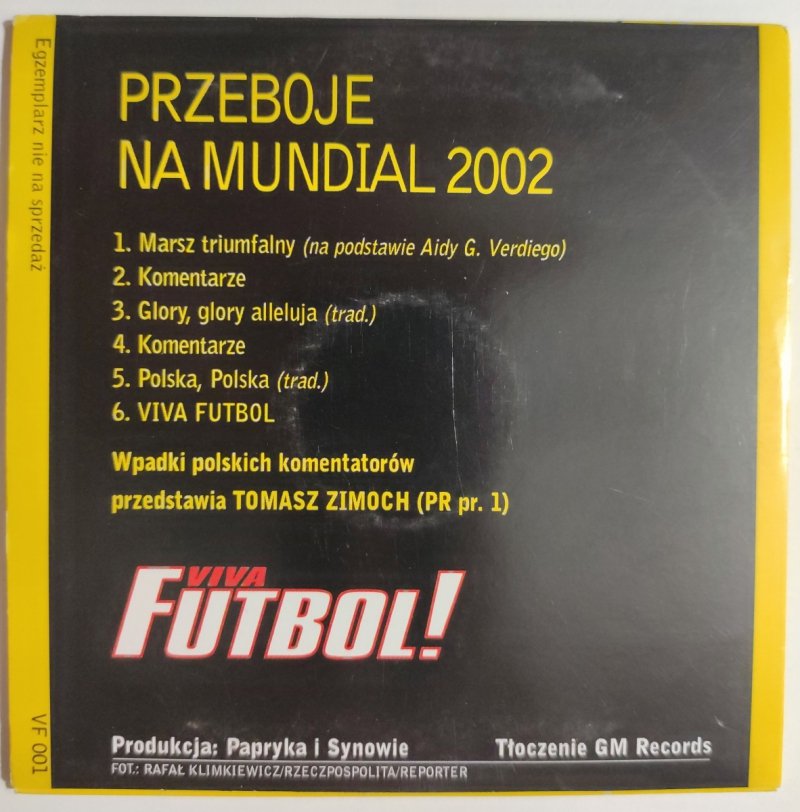 Egzemplarz nie na sprzedaż
PRZEBOJE
NA MUNDIAL 2002
1. Marsz triumfalny (na podstawie Aidy G. Verdiego)
2. Komentarze
3. Glory, glory alleluja (trad.)
4. Komentarze
5. Polska, Polska (trad.)
6. VIVA FUTBOL
Wpadki polskich komentatorów
przedstawia TOMASZ ZIMOCH (PR pr. 1)
VIVA
FUTBOL!
VF 001
Produkcja: Papryka i Synowie Tłoczenie GM Records
FOT.: RAFAŁ KLIMKIEWICZ/RZECZPOSPOLITA/REPORTER